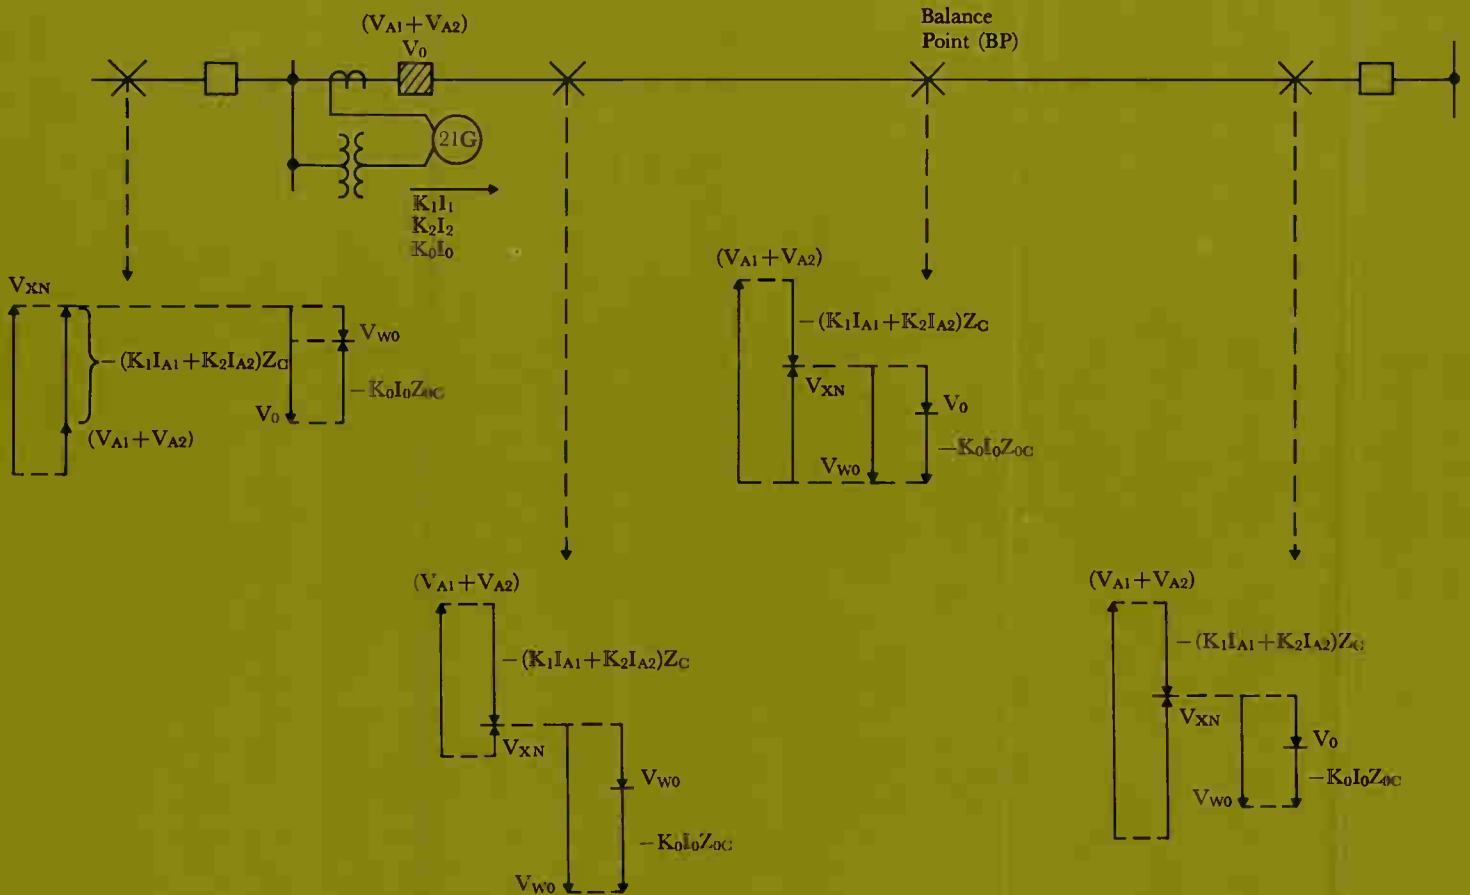 (VA1+VA2)
V0
Balance
Point (BP)
21G
K1I1
K2I2
K0I0
VXN
VW0
−(K1IA1+K2IA2)ZC
−K0I0Z0C
V0
(VA1+VA2)
(VA1+VA2)
−(K1IA1+K2IA2)ZC
VXN
V0
−K0I0Z0C
VW0
(VA1+VA2)
−(K1IA1+K2IA2)ZC
VXN
VW0
−K0I0Z0C
VW0
(VA1+VA2)
−(K1IA1+K2IA2)ZC
VXN
V0
−K0I0Z0C
VW0